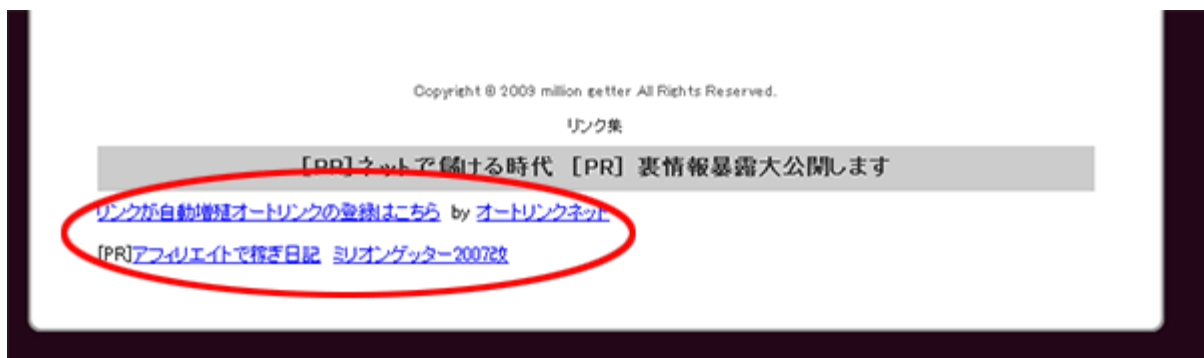 Copyright © 2009 million getter All Rights Reserved.
リンク集
[PR]ネットで儲ける時代 [PR] 裏情報暴露大公開します
リンクが自動増殖オートリンクの登録はこちら by オートリンクネット
[PR]アフィリエイトで稼ぎ日記 ミリオンゲッター2007改